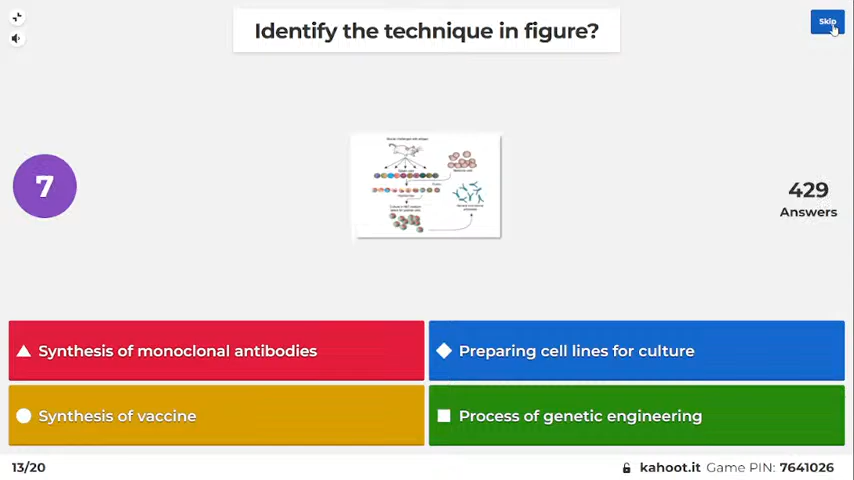 Identify the technique in figure?
Skip
7
429
Answers
Synthesis of monoclonal antibodies
Preparing cell lines for culture
Synthesis of vaccine
Process of genetic engineering
13/20
kahoot.it Game PIN: 7641026